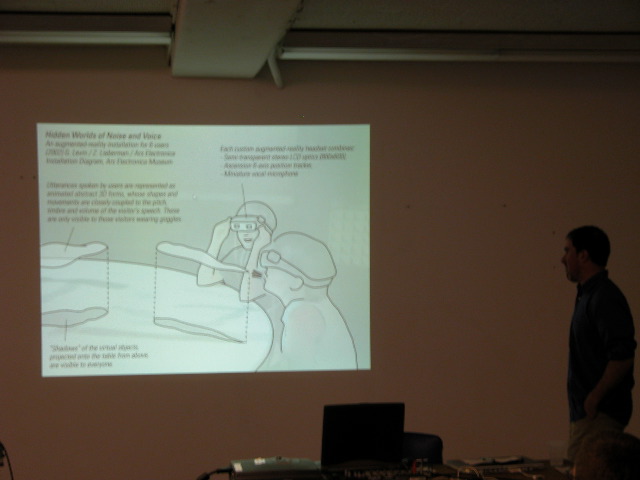 Hidden Worlds of Noise and Voice
An augmented-reality installation for 6 users
(2002) G. Levin / Z. Lieberman / Ars Electronica
Installation Diagram, Ars Electronica Museum
Each custom augmented reality headset combines:
- Semi-transparent stereo LCD optics (800x600);
- Ascension 6-axis position tracker;
- Miniature vocal microphone
Utterances spoken by users are represented as
animated abstract 3D forms, whose shapes and
movements are closely coupled to the pitch,
timbre and volume of the visitor's speech. These
are only visible to those visitors wearing goggles.
"Shadows" of the virtual objects,
projected onto the table from above,
are visible to everyone.